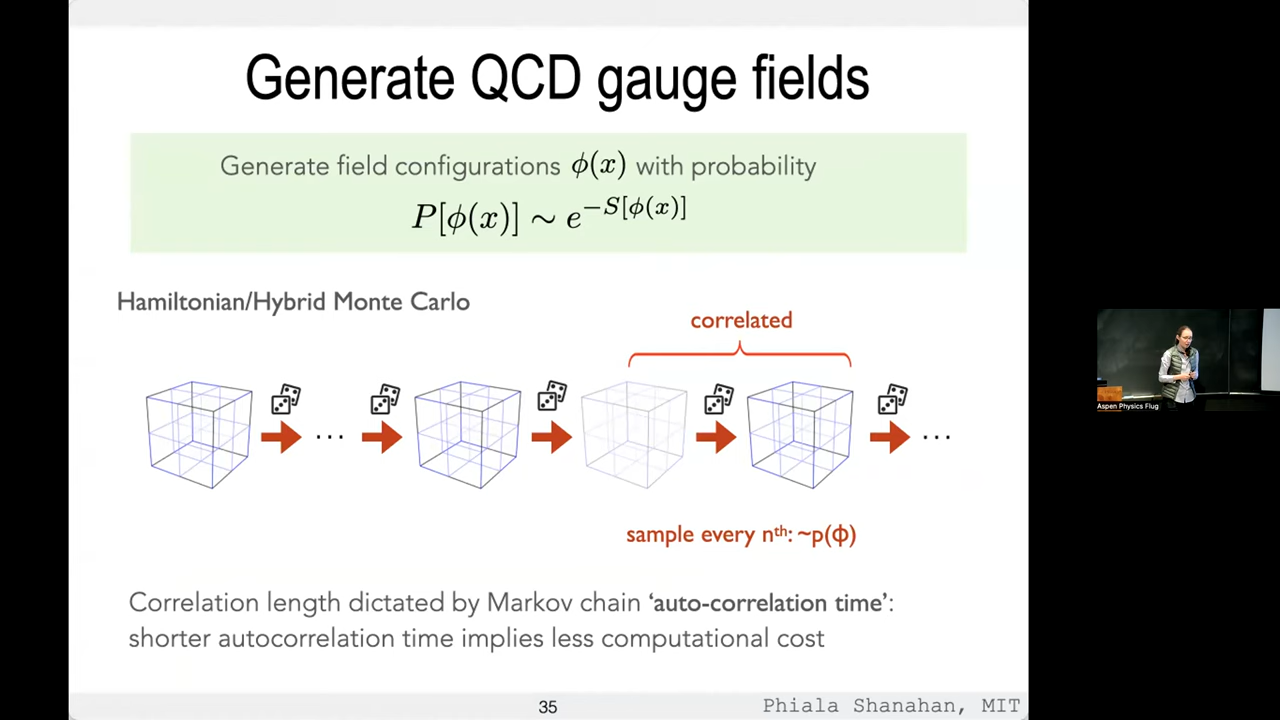 Generate QCD gauge fields
Generate field configurations ϕ(x) with probability
P[ϕ(x)] ∼ e^{−S[ϕ(x)]}
Hamiltonian/Hybrid Monte Carlo
correlated
... ...
sample every nᵗʰ: ~p(ϕ)
Correlation length dictated by Markov chain ‘auto-correlation time’:
shorter autocorrelation time implies less computational cost
35
Phiala Shanahan, MIT
Aspen Physics Flug